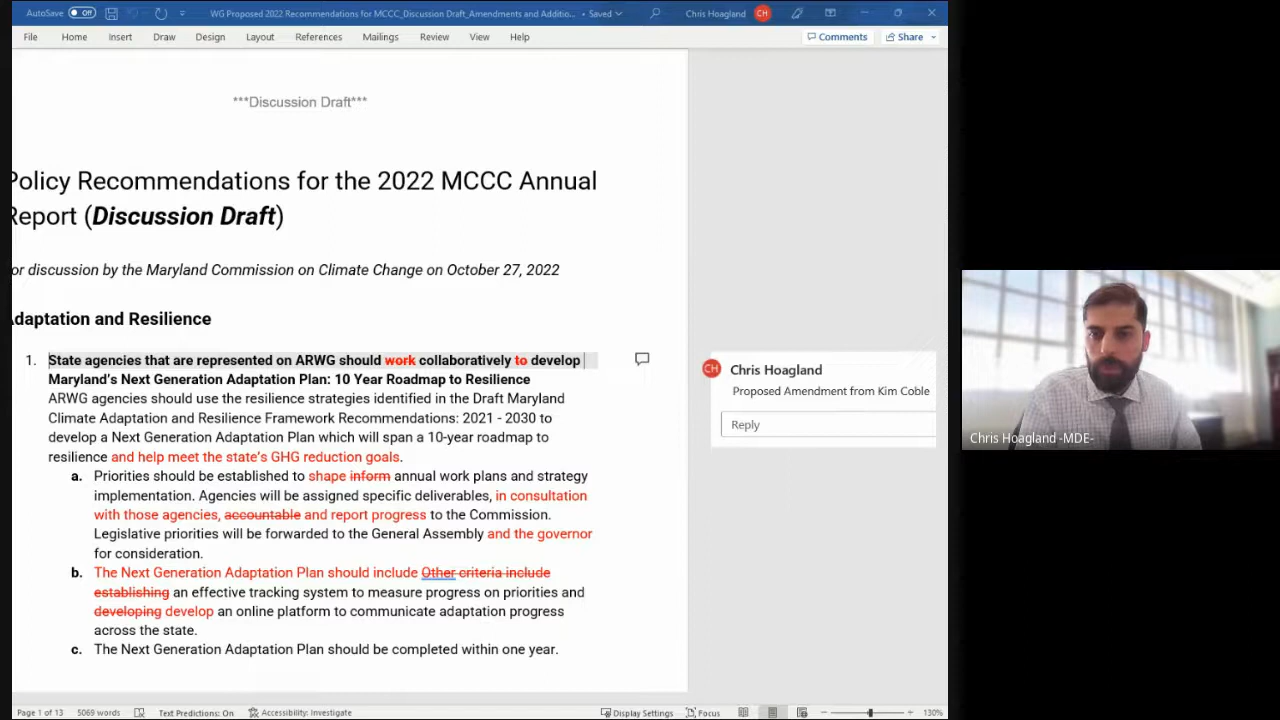 AutoSave Off WG Proposed 2022 Recommendations for MCCC_Discussion Draft_Amendments and Additio... • Saved Chris Hoagland CH
File Home Insert Draw Design Layout References Mailings Review View Help Comments Share
***Discussion Draft***
Policy Recommendations for the 2022 MCCC Annual
Report (Discussion Draft)
or discussion by the Maryland Commission on Climate Change on October 27, 2022
daptation and Resilience
1. State agencies that are represented on ARWG should work collaboratively to develop
Maryland's Next Generation Adaptation Plan: 10 Year Roadmap to Resilience
ARWG agencies should use the resilience strategies identified in the Draft Maryland
Climate Adaptation and Resilience Framework Recommendations: 2021 - 2030 to
develop a Next Generation Adaptation Plan which will span a 10-year roadmap to
resilience and help meet the state's GHG reduction goals.
a. Priorities should be established to shape inform annual work plans and strategy
implementation. Agencies will be assigned specific deliverables, in consultation
with those agencies, accountable and report progress to the Commission.
Legislative priorities will be forwarded to the General Assembly and the governor
for consideration.
b. The Next Generation Adaptation Plan should include Other criteria include
establishing an effective tracking system to measure progress on priorities and
developing develop an online platform to communicate adaptation progress
across the state.
c. The Next Generation Adaptation Plan should be completed within one year.
CH Chris Hoagland
Proposed Amendment from Kim Coble
Reply
Chris Hoagland -MDE-
Page 1 of 13 5069 words Text Predictions: On Accessibility: Investigate Display Settings Focus 130%